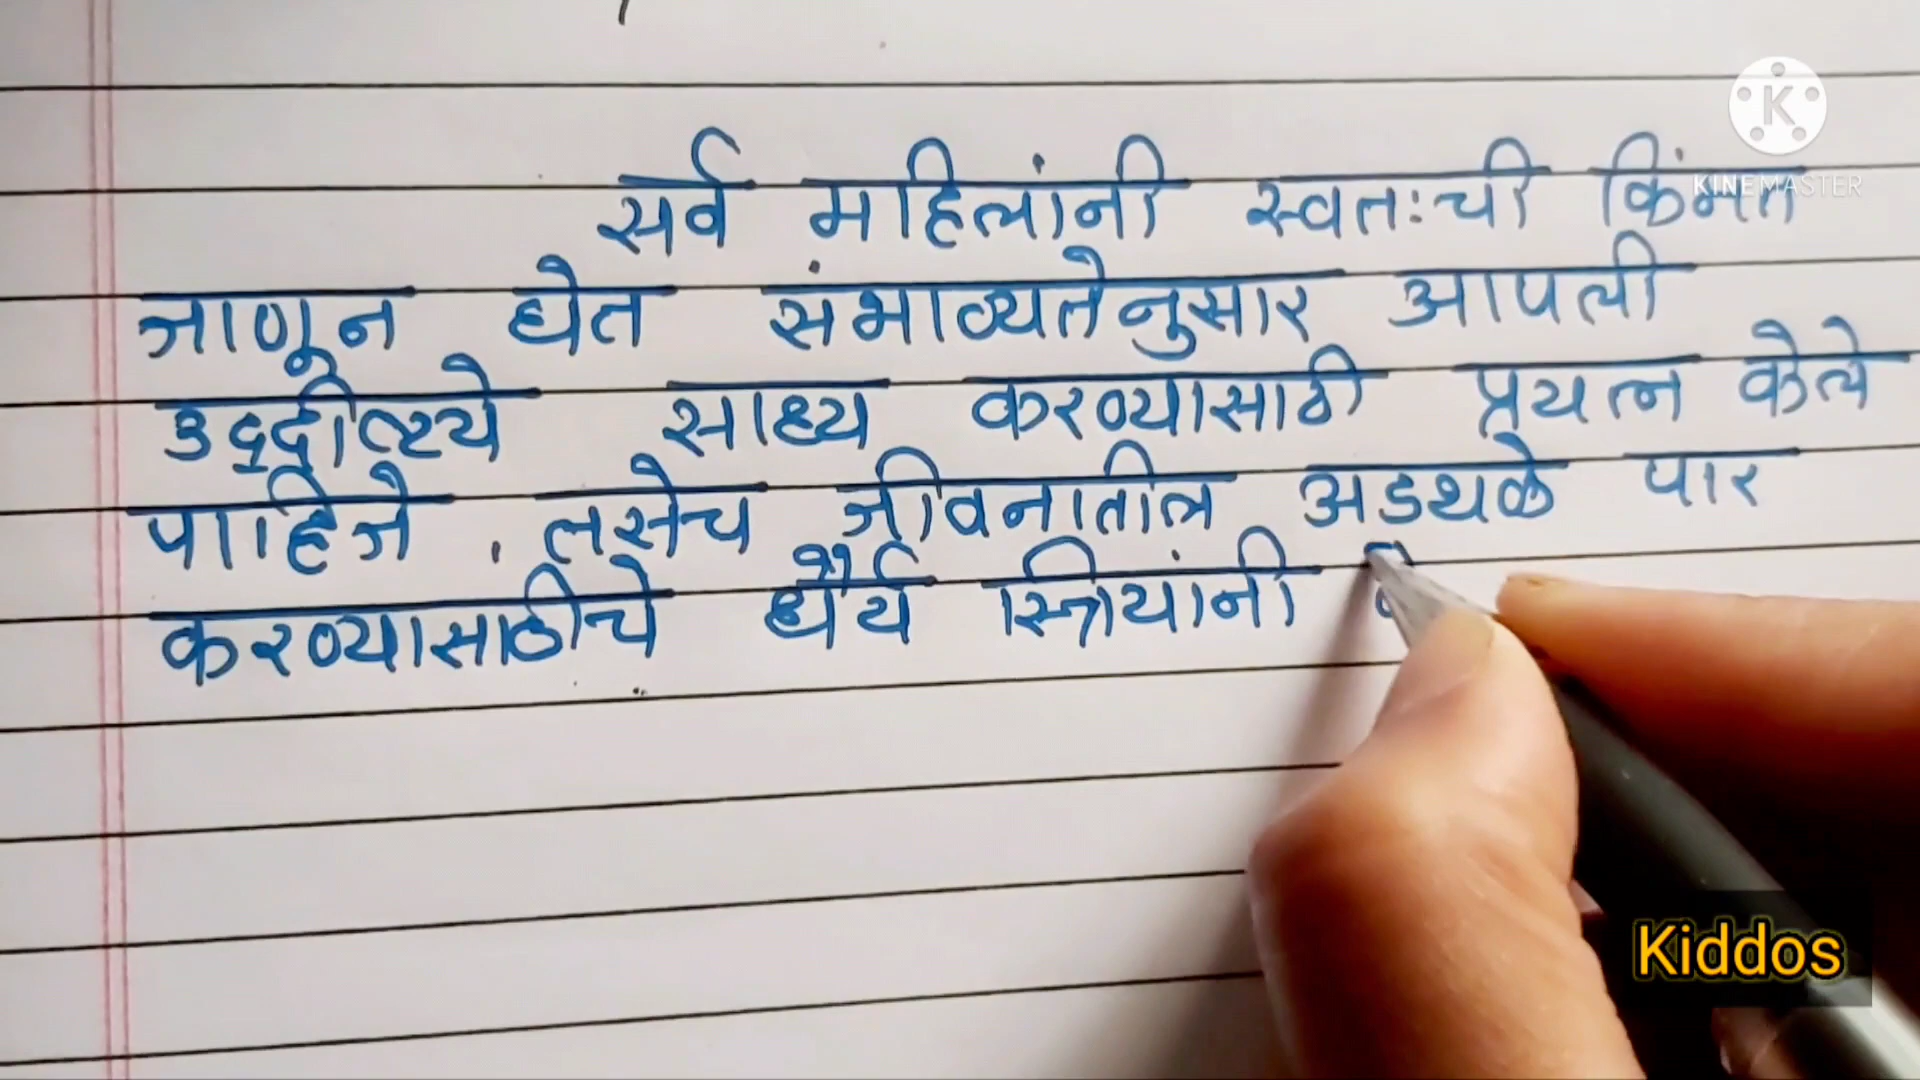 सर्व महिलांनी स्वतःची किंमत
जाणून घेत संभाव्यतेनुसार आपली
उद्दीष्ट्ये साध्य करण्यासाठी प्रयत्न केले
पाहिजे . तसेच जीवनातील अडथळे पार
करण्यासाठीचे धैर्य स्त्रियांनी
KINEMASTER
Kiddos